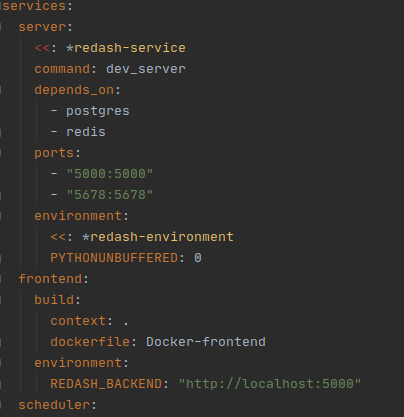 services:
  server:
    <<: *redash-service
    command: dev_server
    depends_on:
      - postgres
      - redis
    ports:
      - "5000:5000"
      - "5678:5678"
    environment:
      <<: *redash-environment
      PYTHONUNBUFFERED: 0
  frontend:
    build:
      context: .
      dockerfile: Docker-frontend
    environment:
      REDASH_BACKEND: "http://localhost:5000"
  scheduler: